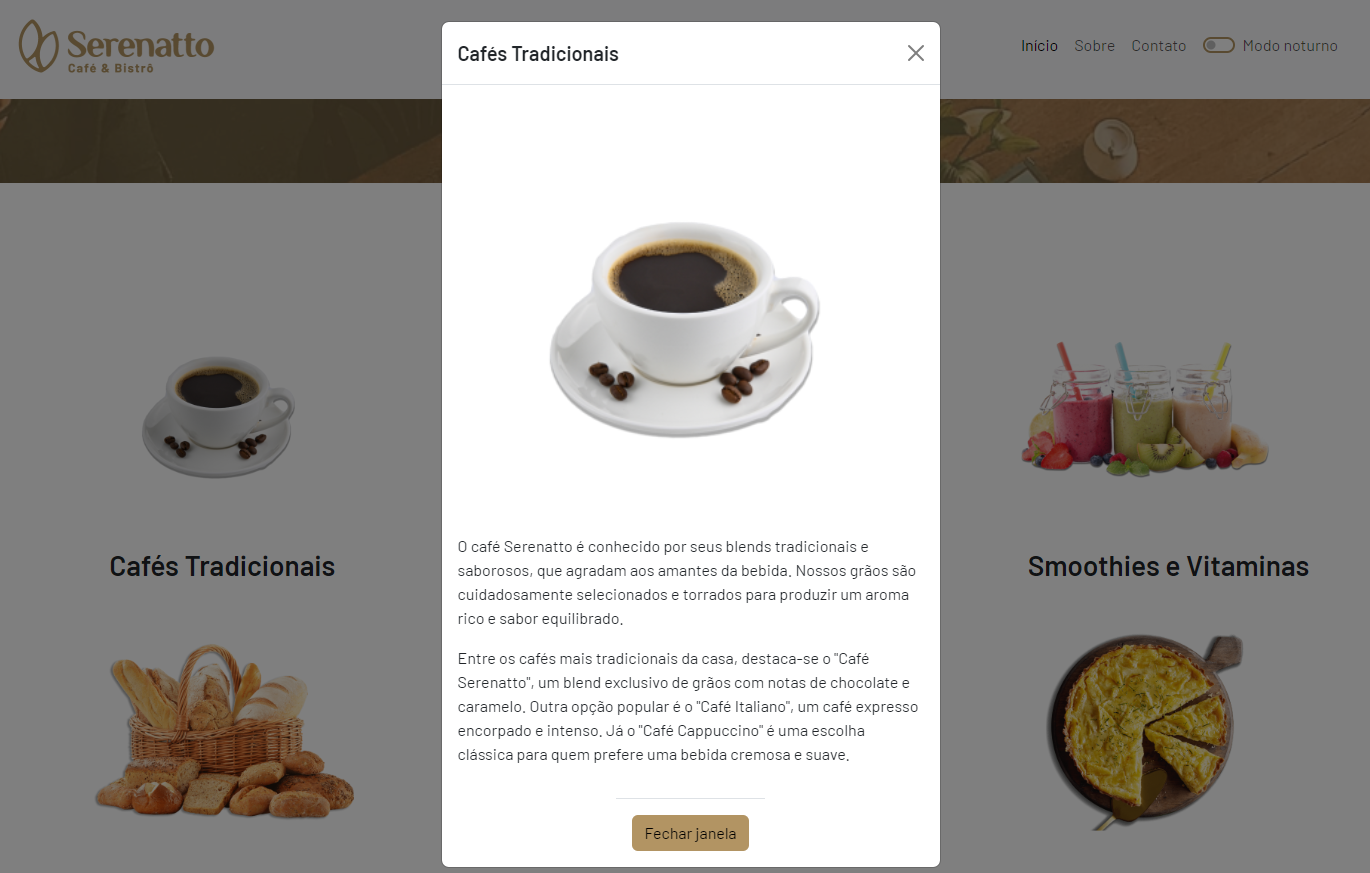 Serenatto
Café & Bistrô
Início
Sobre
Contato
Modo noturno
Cafés Tradicionais
O café Serenatto é conhecido por seus blends tradicionais e
saborosos, que agradam aos amantes da bebida. Nossos grãos são
cuidadosamente selecionados e torrados para produzir um aroma
rico e sabor equilibrado.
Entre os cafés mais tradicionais da casa, destaca-se o "Café
Serenatto", um blend exclusivo de grãos com notas de chocolate e
caramelo. Outra opção popular é o "Café Italiano", um café expresso
encorpado e intenso. Já o "Café Cappuccino" é uma escolha
clássica para quem prefere uma bebida cremosa e suave.
Fechar janela
Cafés Tradicionais
Smoothies e Vitaminas